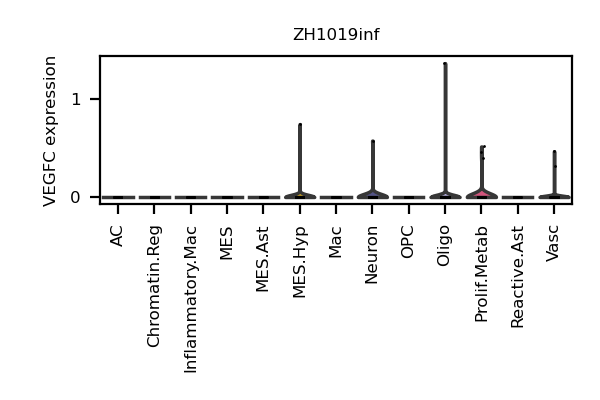 ZH1019inf
VEGFC expression
1
0
AC
Chromatin.Reg
Inflammatory.Mac
MES
MES.Ast
MES.Hyp
Mac
Neuron
OPC
Oligo
Prolif.Metab
Reactive.Ast
Vasc